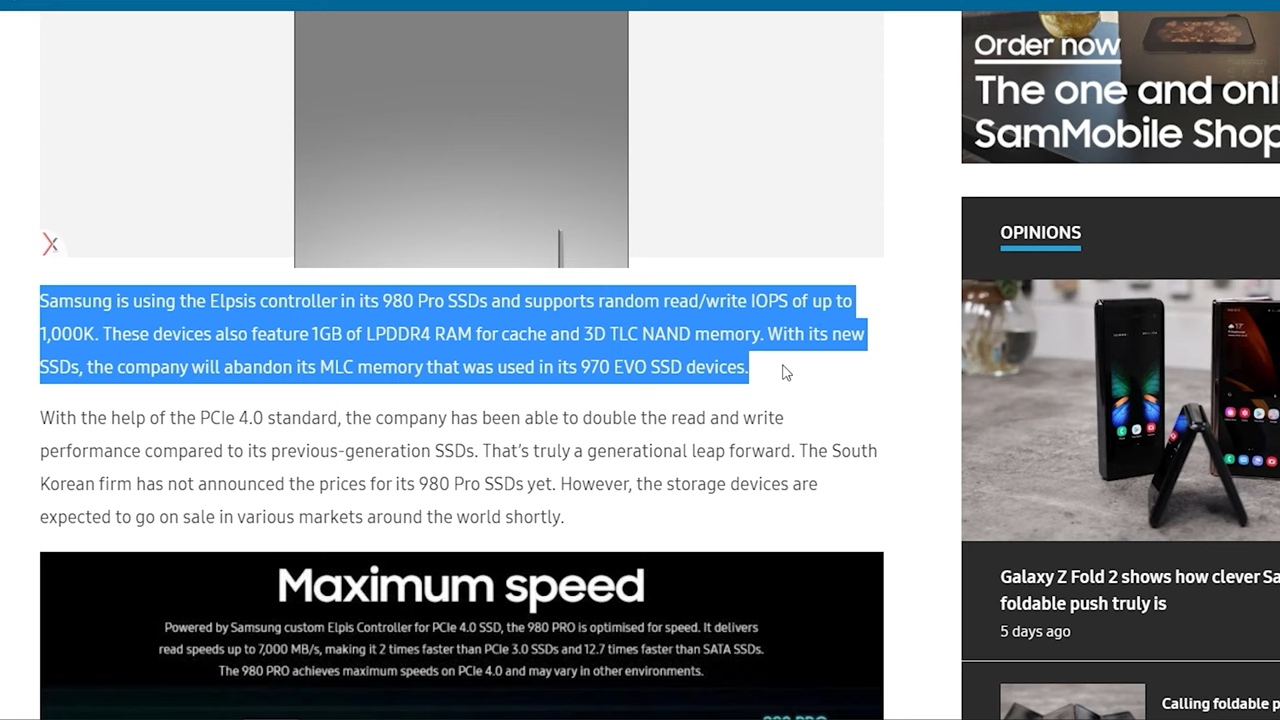 Samsung is using the Elpsis controller in its 980 Pro SSDs and supports random read/write IOPS of up to
1,000K. These devices also feature 1GB of LPDDR4 RAM for cache and 3D TLC NAND memory. With its new
SSDs, the company will abandon its MLC memory that was used in its 970 EVO SSD devices.
With the help of the PCIe 4.0 standard, the company has been able to double the read and write
performance compared to its previous-generation SSDs. That's truly a generational leap forward. The South
Korean firm has not announced the prices for its 980 Pro SSDs yet. However, the storage devices are
expected to go on sale in various markets around the world shortly.
Maximum speed
Powered by Samsung custom Elpis Controller for PCIe 4.0 SSD, the 980 PRO is optimised for speed. It delivers
read speeds up to 7,000 MB/s, making it 2 times faster than PCIe 3.0 SSDs and 12.7 times faster than SATA SSDs.
The 980 PRO achieves maximum speeds on PCIe 4.0 and may vary in other environments.
980 PRO
Order now
The one and onl
SamMobile Shop
OPINIONS
Galaxy Z Fold 2 shows how clever Sa
foldable push truly is
5 days ago
Calling foldable p